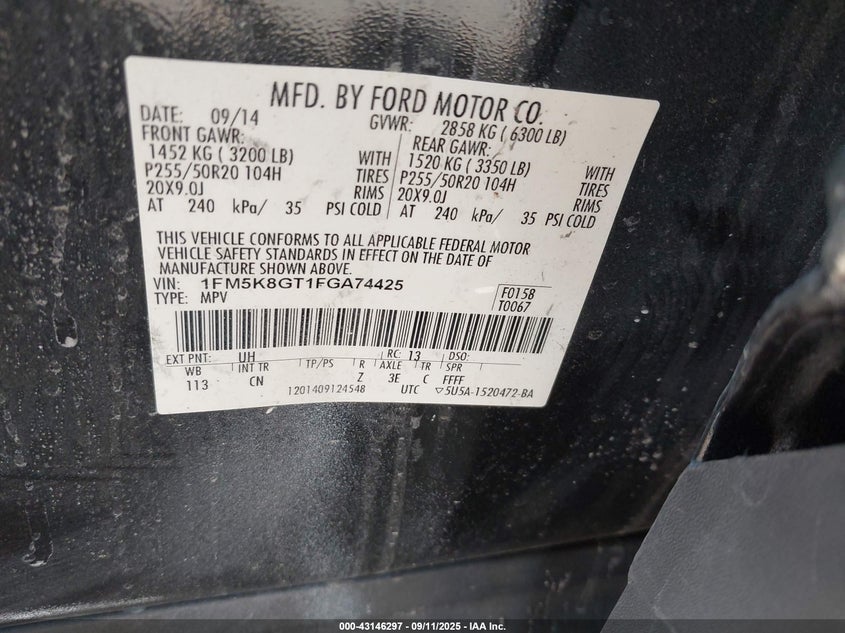 MFD. BY FORD MOTOR CO.
DATE: 09/14 GVWR: 2858 KG ( 6300 LB)
FRONT GAWR: REAR GAWR:
1452 KG ( 3200 LB) WITH 1520 KG ( 3350 LB) WITH
P255/50R20 104H TIRES P255/50R20 104H TIRES
20X9.0J RIMS 20X9.0J RIMS
AT 240 kPa/ 35 PSI COLD AT 240 kPa/ 35 PSI COLD
THIS VEHICLE CONFORMS TO ALL APPLICABLE FEDERAL MOTOR
VEHICLE SAFETY STANDARDS IN EFFECT ON THE DATE OF
MANUFACTURE SHOWN ABOVE.
VIN: 1FM5K8GT1FGA74425
TYPE: MPV
F0158
T0067
EXT PNT: UH RC: 13 DSO:
WB INT TR TP/PS R AXLE TR SPR
113 CN Z 3E C FFFF
1201409124548 UTC ▽5U5A-1520472-BA
000-43146297 - 09/11/2025 - IAA Inc.